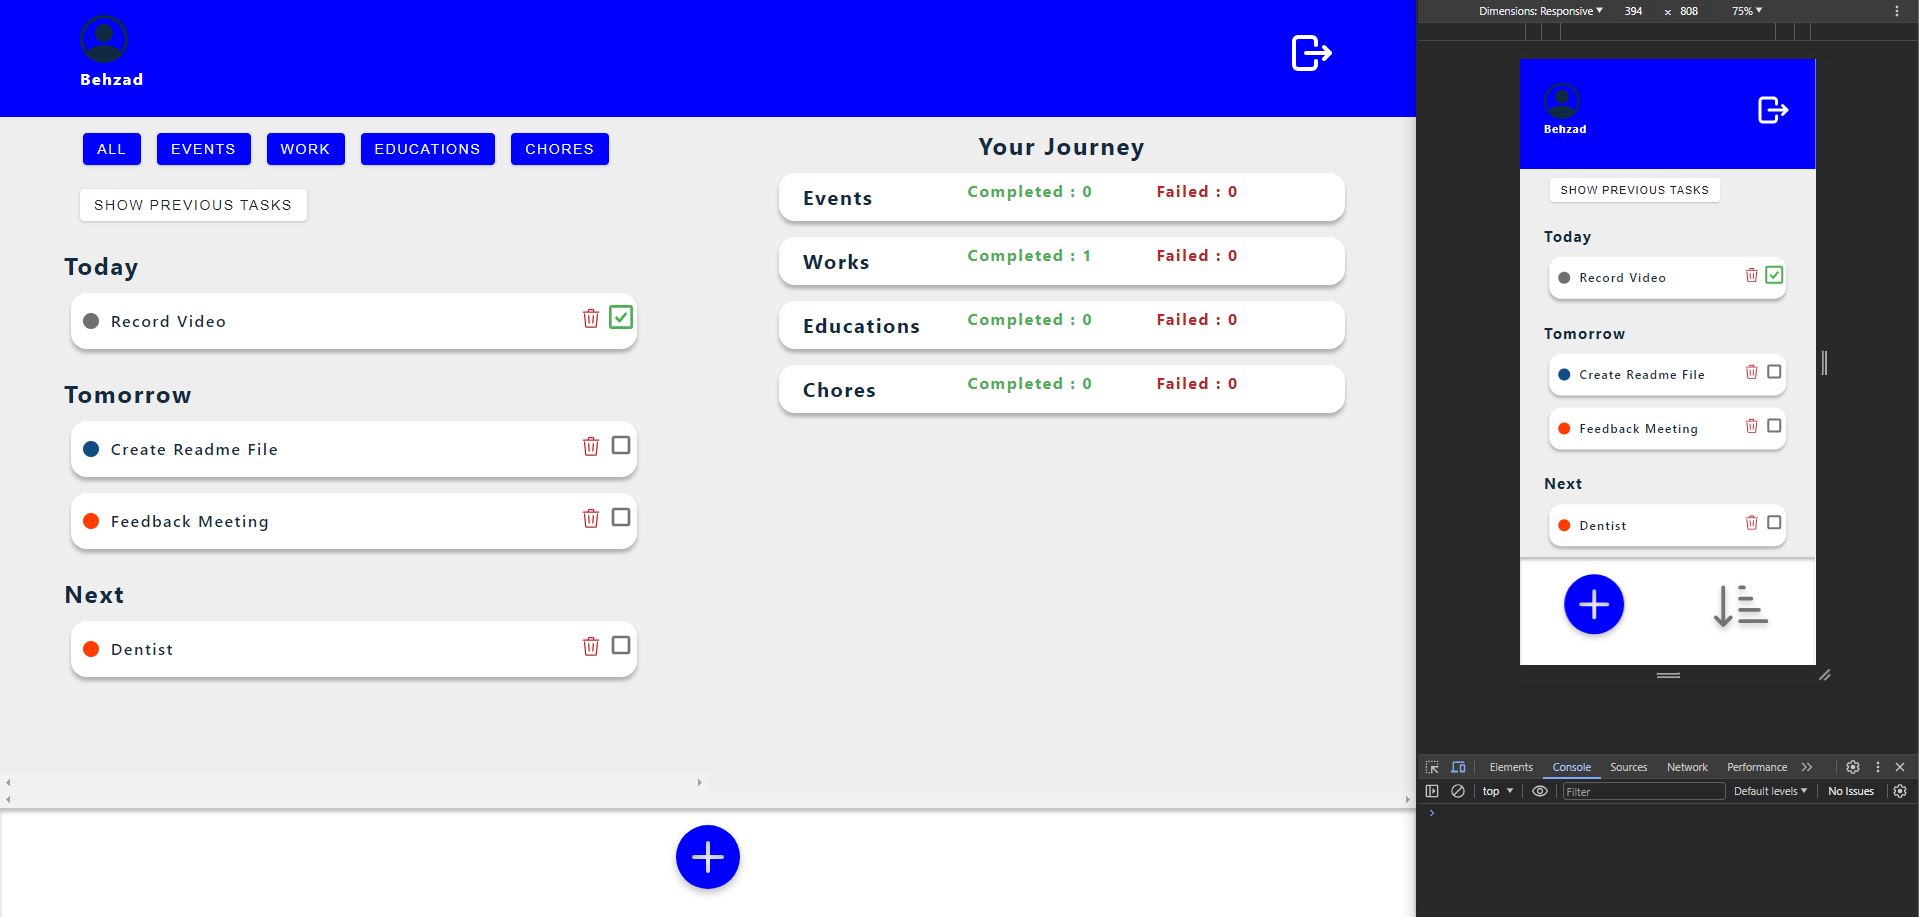 Behzad
ALL EVENTS WORK EDUCATIONS CHORES
SHOW PREVIOUS TASKS
Today
Record Video
Tomorrow
Create Readme File
Feedback Meeting
Next
Dentist
Your Journey
Events Completed : 0 Failed : 0
Works Completed : 1 Failed : 0
Educations Completed : 0 Failed : 0
Chores Completed : 0 Failed : 0
Dimensions: Responsive 394 x 808 75%
Behzad
SHOW PREVIOUS TASKS
Today
Record Video
Tomorrow
Create Readme File
Feedback Meeting
Next
Dentist
Elements Console Sources Network Performance
top Filter Default levels No Issues